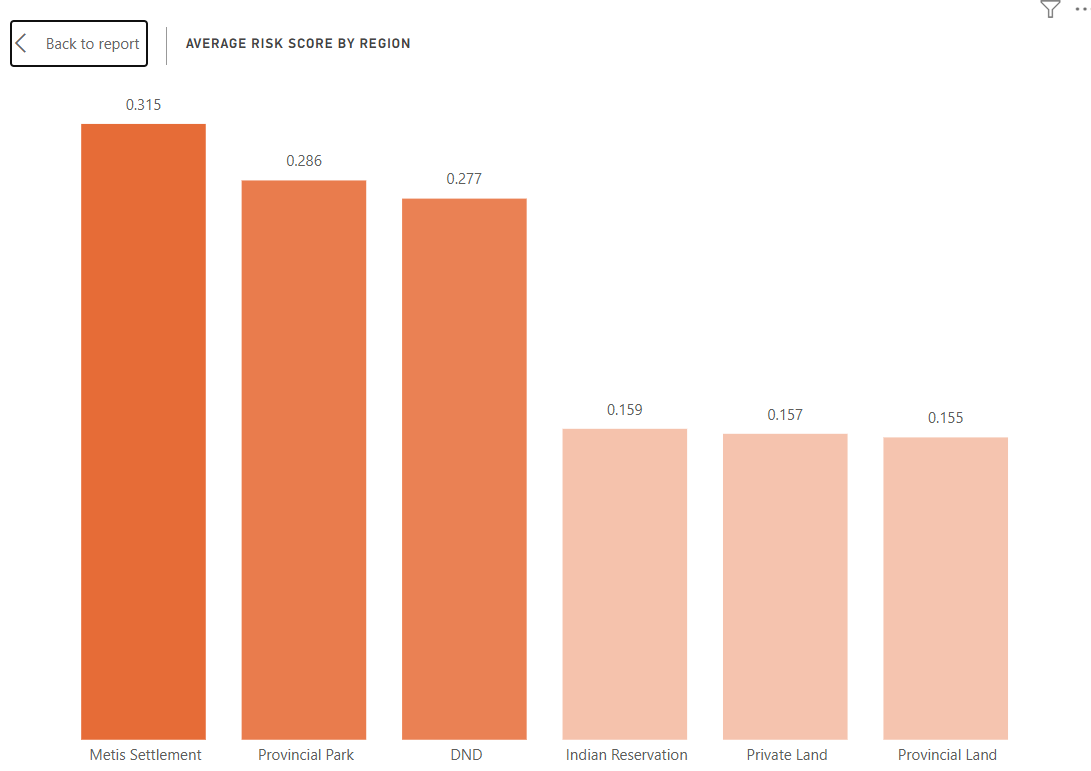 Back to report
AVERAGE RISK SCORE BY REGION
0.315
0.286
0.277
0.159
0.157
0.155
Metis Settlement
Provincial Park
DND
Indian Reservation
Private Land
Provincial Land